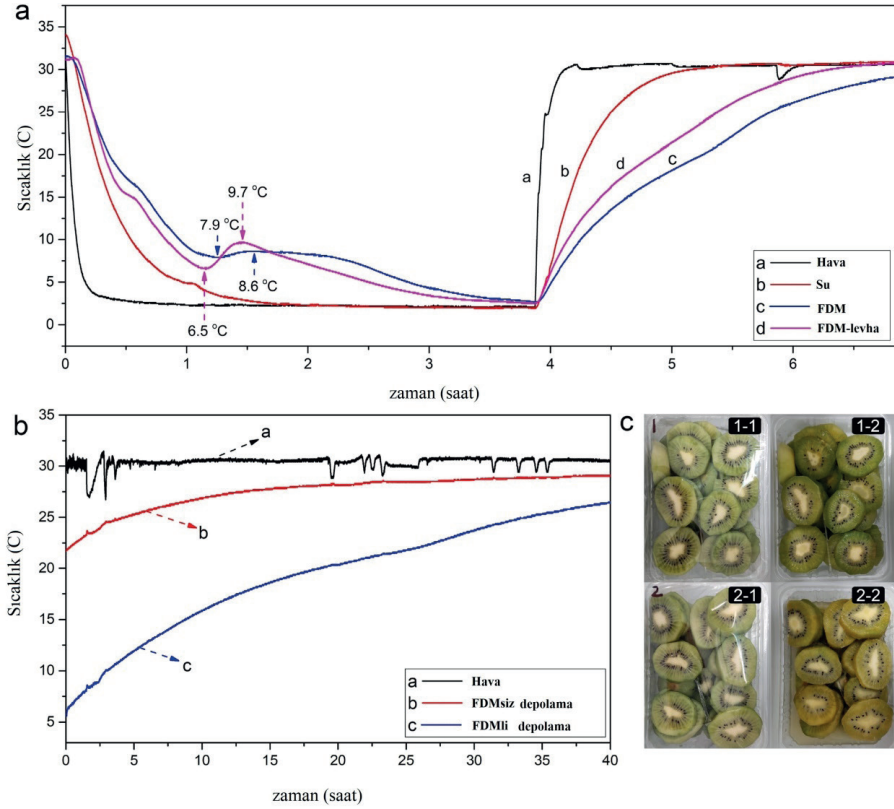 a
35
30
25
20
15
10
5
0
Sıcaklık (C)
9.7 °C
7.9 °C
8.6 °C
6.5 °C
a
b
d
c
a Hava
b Su
c FDM
d FDM-levha
0 1 2 3 4 5 6
zaman (saat)
b
35
30
25
20
15
10
5
Sıcaklık (C)
a
b
c
a Hava
b FDMsiz depolama
c FDMli depolama
0 5 10 15 20 25 30 35 40
zaman (saat)
c
1
1-1
1-2
2
2-1
2-2